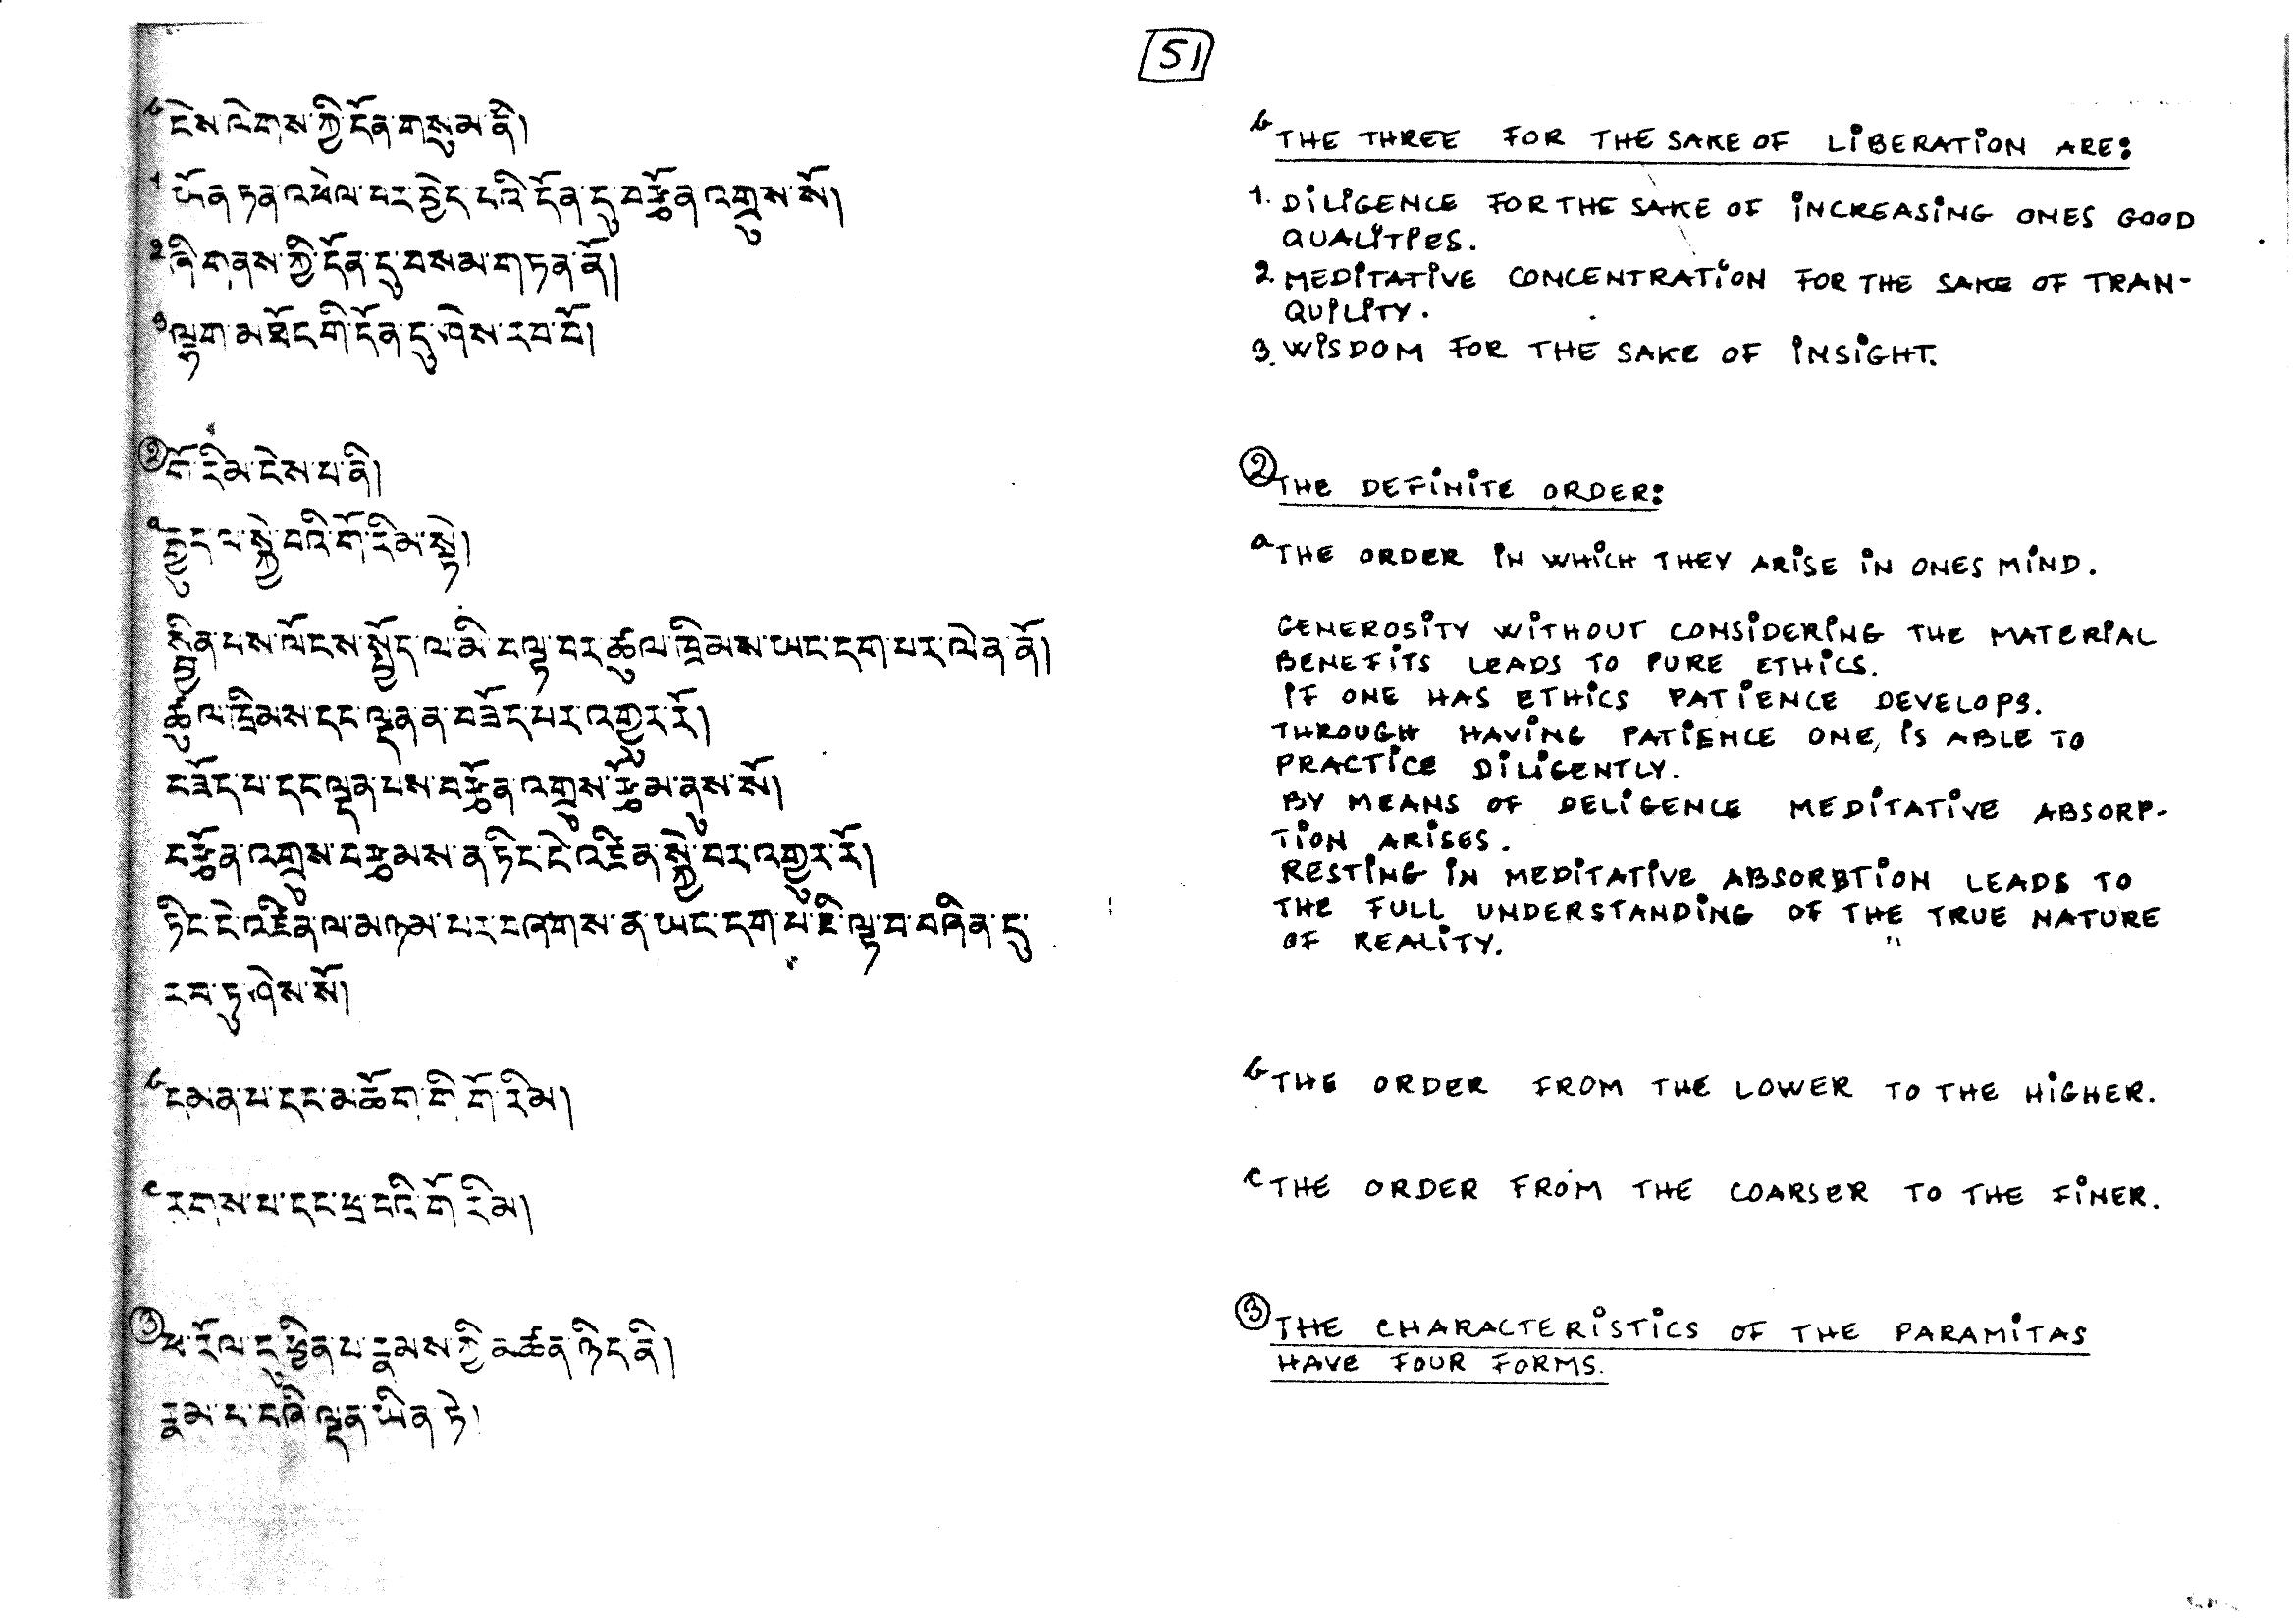 51
b ངེས་ལེགས་ཀྱི་དོན་གསུམ་ནི།
1 ཡོན་ཏན་འཕེལ་བར་བྱེད་པའི་དོན་དུ་བརྩོན་འགྲུས་སོ།
2 ཞི་གནས་ཀྱི་དོན་དུ་བསམ་གཏན་ནོ།
3 ལྷག་མཐོང་གི་དོན་དུ་ཤེས་རབ་བོ།
2 གོ་རིམ་ངེས་པ་ནི།
a རྒྱུད་ལ་སྐྱེ་བའི་གོ་རིམ་སྟེ།
སྦྱིན་པས་ལོངས་སྤྱོད་ལ་མི་བལྟ་བར་ཚུལ་ཁྲིམས་ཡང་དག་པར་ལེན་ནོ།
ཚུལ་ཁྲིམས་དང་ལྡན་ན་བཟོད་པར་འགྱུར་རོ།
བཟོད་པ་དང་ལྡན་པས་བརྩོན་འགྲུས་རྩོམ་ནུས་སོ།
བརྩོན་འགྲུས་བརྩམས་ན་ཏིང་ངེ་འཛིན་སྐྱེ་བར་འགྱུར་རོ།
ཏིང་ངེ་འཛིན་ལ་མཉམ་པར་བཞག་ས་ན་ཡང་དག་པ་ཇི་ལྟ་བ་བཞིན་དུ་
རབ་ཏུ་ཤེས་སོ།
b དམན་པ་དང་མཆོག་གི་གོ་རིམ།
c རགས་པ་དང་ཕྲ་བའི་གོ་རིམ།
3 ཕ་རོལ་དུ་ཕྱིན་པ་རྣམས་ཀྱི་མཚན་ཉིད་ནི།
རྣམ་པ་བཞི་ལྡན་ཡིན་ཏེ།
b THE THREE FOR THE SAKE OF LIBERATION ARE:
1. DILIGENCE FOR THE SAKE OF INCREASING ONES GOOD
QUALITIES.
2. MEDITATIVE CONCENTRATION FOR THE SAKE OF TRAN-
QUILITY.
3. WISDOM FOR THE SAKE OF INSIGHT.
2 THE DEFINITE ORDER:
a THE ORDER IN WHICH THEY ARISE IN ONES MIND.
GENEROSITY WITHOUT CONSIDERING THE MATERIAL
BENEFITS LEADS TO PURE ETHICS.
IF ONE HAS ETHICS PATIENCE DEVELOPS.
THROUGH HAVING PATIENCE ONE, IS ABLE TO
PRACTICE DILIGENTLY.
BY MEANS OF DELIGENCE MEDITATIVE ABSORP-
TION ARISES.
RESTING IN MEDITATIVE ABSORBTION LEADS TO
THE FULL UNDERSTANDING OF THE TRUE NATURE
OF REALITY.
b THE ORDER FROM THE LOWER TO THE HIGHER.
c THE ORDER FROM THE COARSER TO THE FINER.
3 THE CHARACTERISTICS OF THE PARAMITAS
HAVE FOUR FORMS.